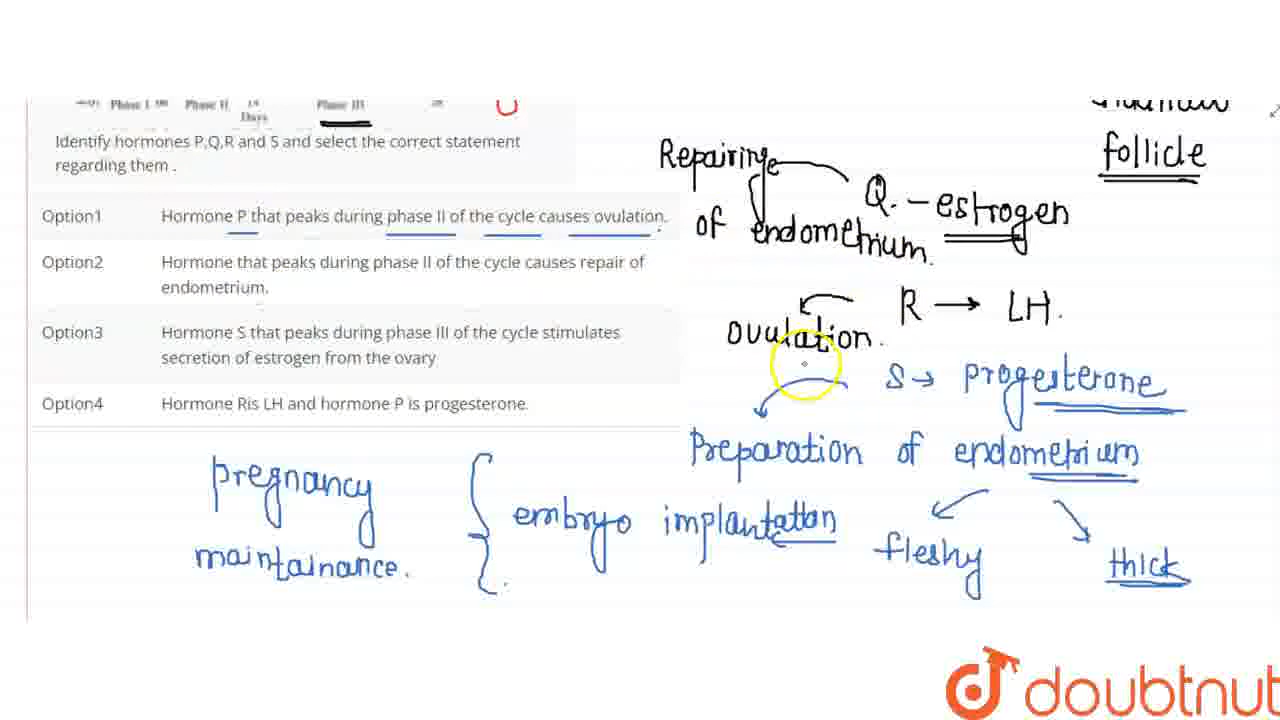 Phase I 06 Phase II 14 Phase III 28
Days
Identify hormones P,Q,R and S and select the correct statement
regarding them .
Option1 Hormone P that peaks during phase II of the cycle causes ovulation.
Option2 Hormone that peaks during phase II of the cycle causes repair of
endometrium.
Option3 Hormone S that peaks during phase III of the cycle stimulates
secretion of estrogen from the ovary
Option4 Hormone Ris LH and hormone P is progesterone.
follicle
Repairing
Q. - estrogen
of endometrium.
R → LH.
ovulation.
S → progesterone
Preparation of endometrium
fleshy
thick
embryo implantation
pregnancy
maintainance.
doubtnut